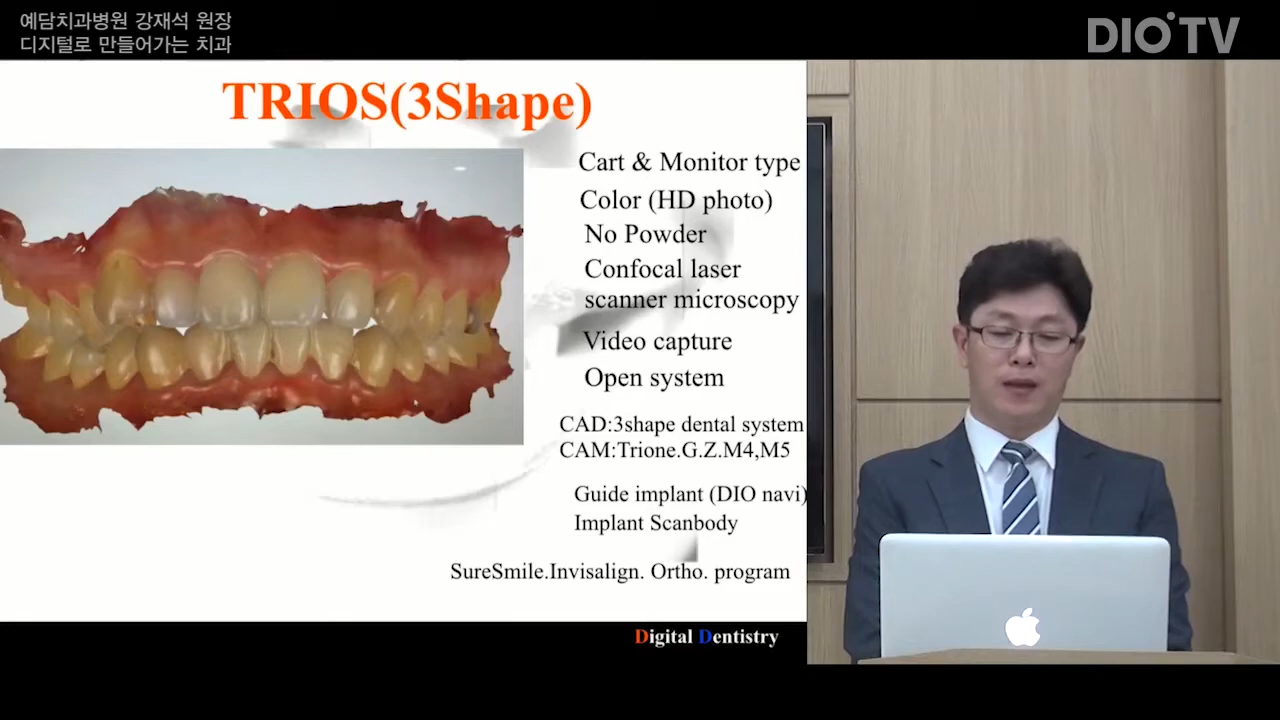 예담치과병원 강재석 원장
디지털로 만들어가는 치과
DIO TV
TRIOS(3Shape)
Cart & Monitor type
Color (HD photo)
No Powder
Confocal laser
scanner microscopy
Video capture
Open system
CAD:3shape dental system
CAM:Trione.G.Z.M4,M5
Guide implant (DIO navi)
Implant Scanbody
SureSmile.Invisalign. Ortho. program
Digital Dentistry